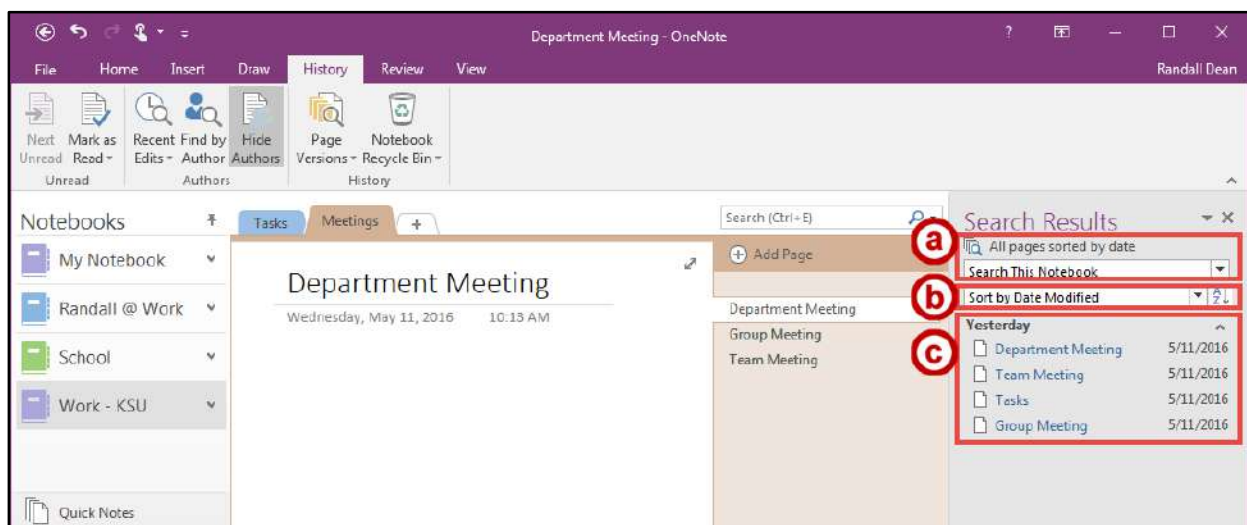 Department Meeting - OneNote
?
File Home Insert Draw History Review View
Randall Dean
Next Unread
Mark as Read
Recent Edits
Find by Author
Hide Authors
Page Versions
Notebook Recycle Bin
Unread
Authors
History
Notebooks
My Notebook
Randall @ Work
School
Work - KSU
Quick Notes
Tasks
Meetings
+
Department Meeting
Wednesday, May 11, 2016 10:13 AM
Search (Ctrl+E)
Add Page
Department Meeting
Group Meeting
Team Meeting
Search Results
a
All pages sorted by date
Search This Notebook
b
Sort by Date Modified
A
Z
c
Yesterday
Department Meeting 5/11/2016
Team Meeting 5/11/2016
Tasks 5/11/2016
Group Meeting 5/11/2016